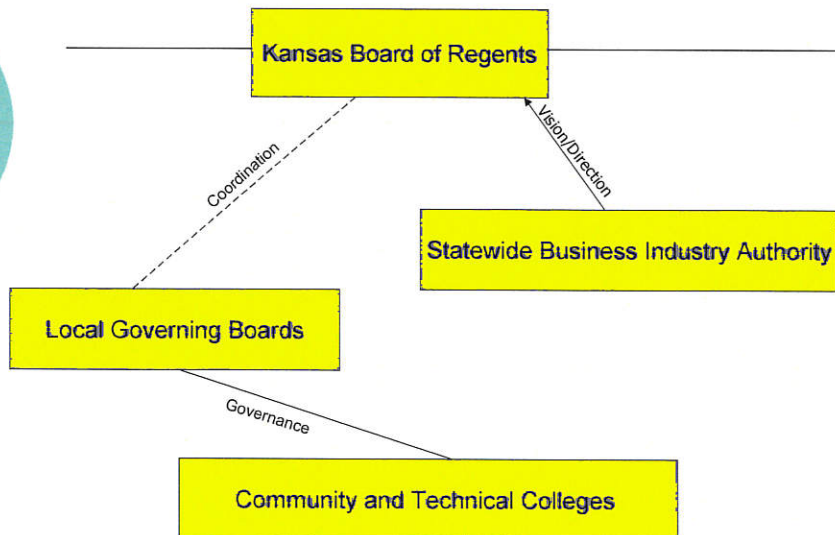 Kansas Board of Regents
Coordination
Vision/Direction
Statewide Business Industry Authority
Local Governing Boards
Governance
Community and Technical Colleges